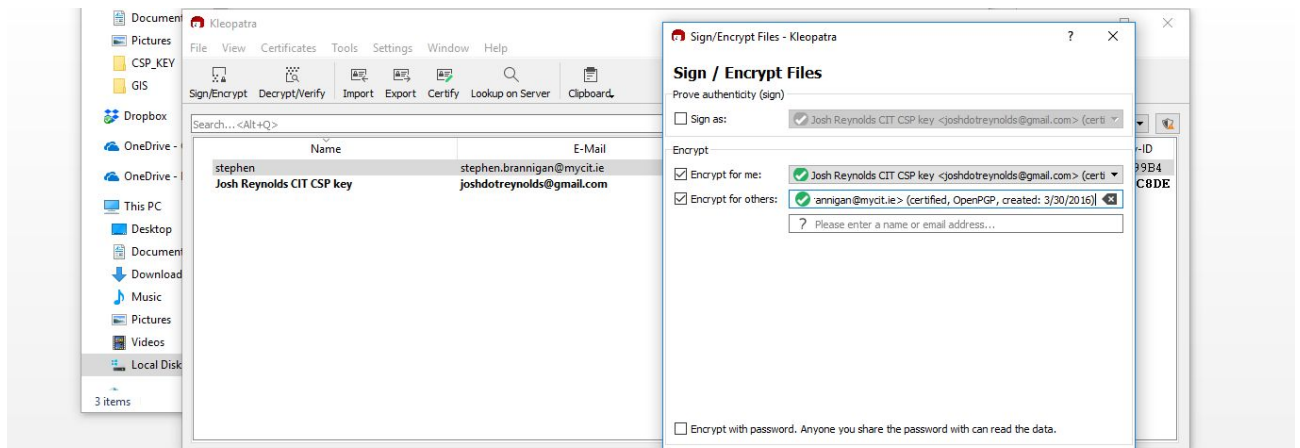 Documen
Pictures
CSP_KEY
GIS
Dropbox
OneDrive -
OneDrive -
This PC
Desktop
Documen
Download
Music
Pictures
Videos
Local Disk
3 items
Kleopatra
File View Certificates Tools Settings Window Help
Sign/Encrypt Decrypt/Verify Import Export Certify Lookup on Server Clipboard
Search...<Alt+Q>
Name E-Mail -ID
stephen stephen.brannigan@mycit.ie 99B4
Josh Reynolds CIT CSP key joshdotreynolds@gmail.com C8DE
Sign/Encrypt Files - Kleopatra ? X
Sign / Encrypt Files
Prove authenticity (sign)
Sign as: Josh Reynolds CIT CSP key <joshdotreynolds@gmail.com> (certi
Encrypt
Encrypt for me: Josh Reynolds CIT CSP key <joshdotreynolds@gmail.com> (certi
Encrypt for others: annigan@mycit.ie> (certified, OpenPGP, created: 3/30/2016)
? Please enter a name or email address...
Encrypt with password. Anyone you share the password with can read the data.